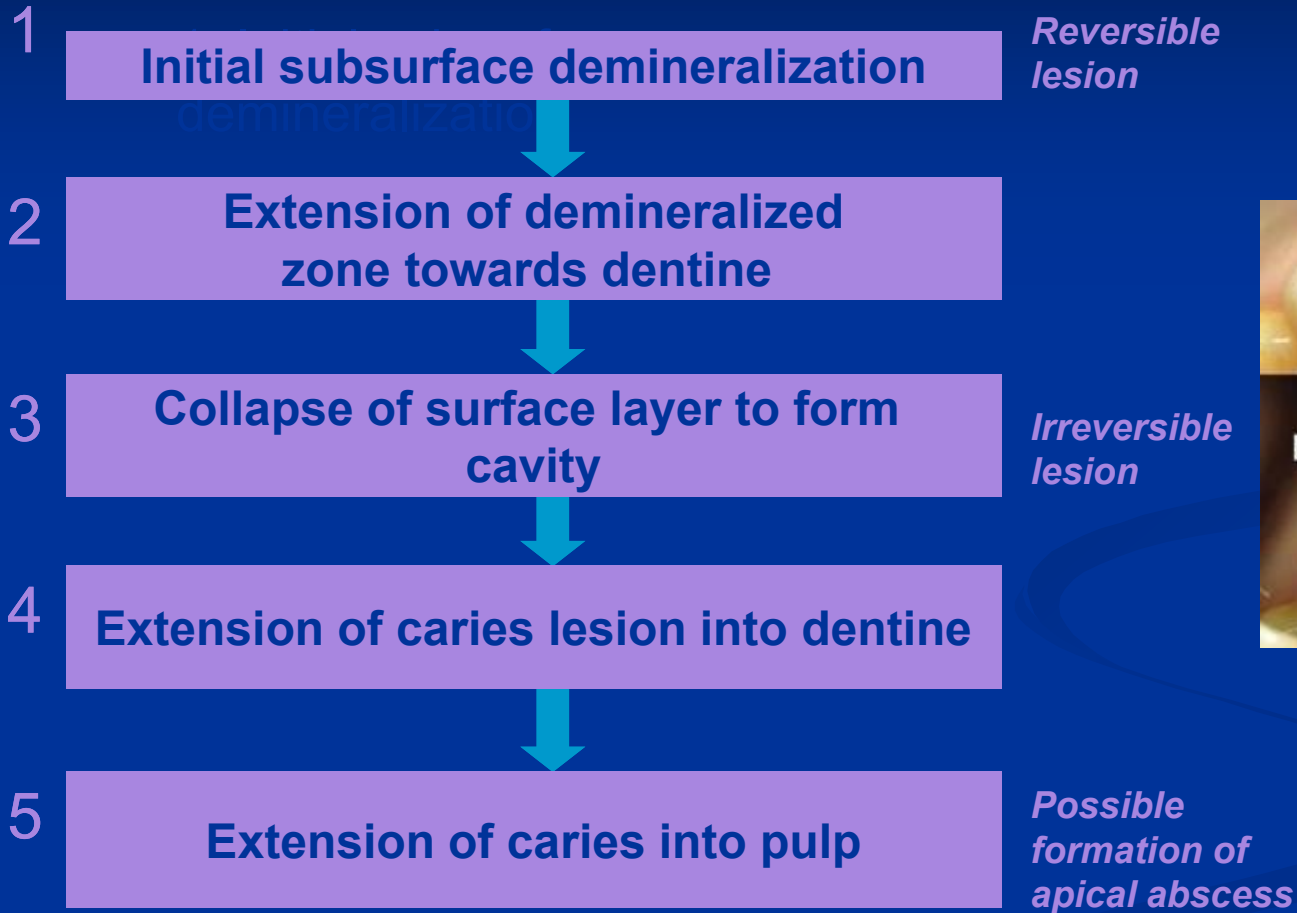 1
Initial subsurface demineralization
demineralization
Reversible
lesion
2
Extension of demineralized
zone towards dentine
3
Collapse of surface layer to form
cavity
Irreversible
lesion
4
Extension of caries lesion into dentine
5
Extension of caries into pulp
Possible
formation of
apical abscess